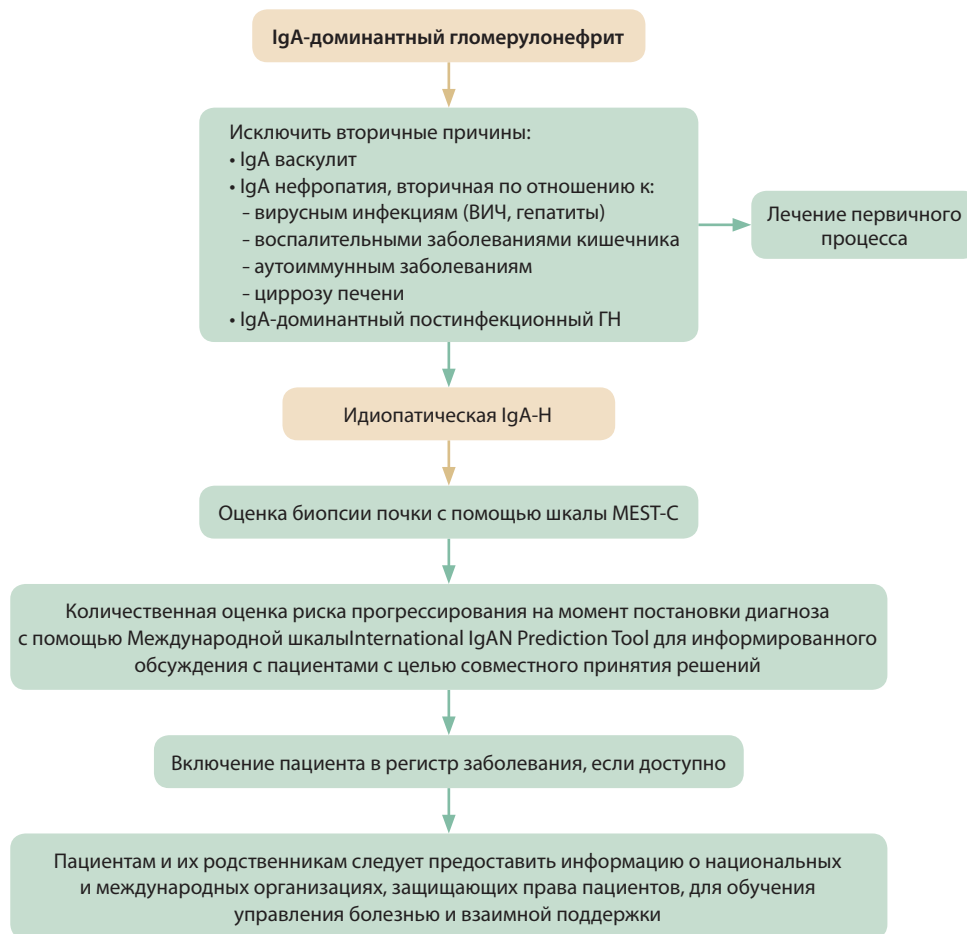 IgA-доминантный гломерулонефрит
Исключить вторичные причины:
• IgA васкулит
• IgA нефропатия, вторичная по отношению к:
– вирусным инфекциям (ВИЧ, гепатиты)
– воспалительными заболеваниями кишечника
– аутоиммунным заболеваниям
– циррозу печени
• IgA-доминантный постинфекционный ГН
Лечение первичного
процесса
Идиопатическая IgA-Н
Оценка биопсии почки с помощью шкалы MEST-C
Количественная оценка риска прогрессирования на момент постановки диагноза
с помощью Международной шкалыInternational IgAN Prediction Tool для информированного
обсуждения с пациентами с целью совместного принятия решений
Включение пациента в регистр заболевания, если доступно
Пациентам и их родственникам следует предоставить информацию о национальных
и международных организациях, защищающих права пациентов, для обучения
управления болезнью и взаимной поддержки